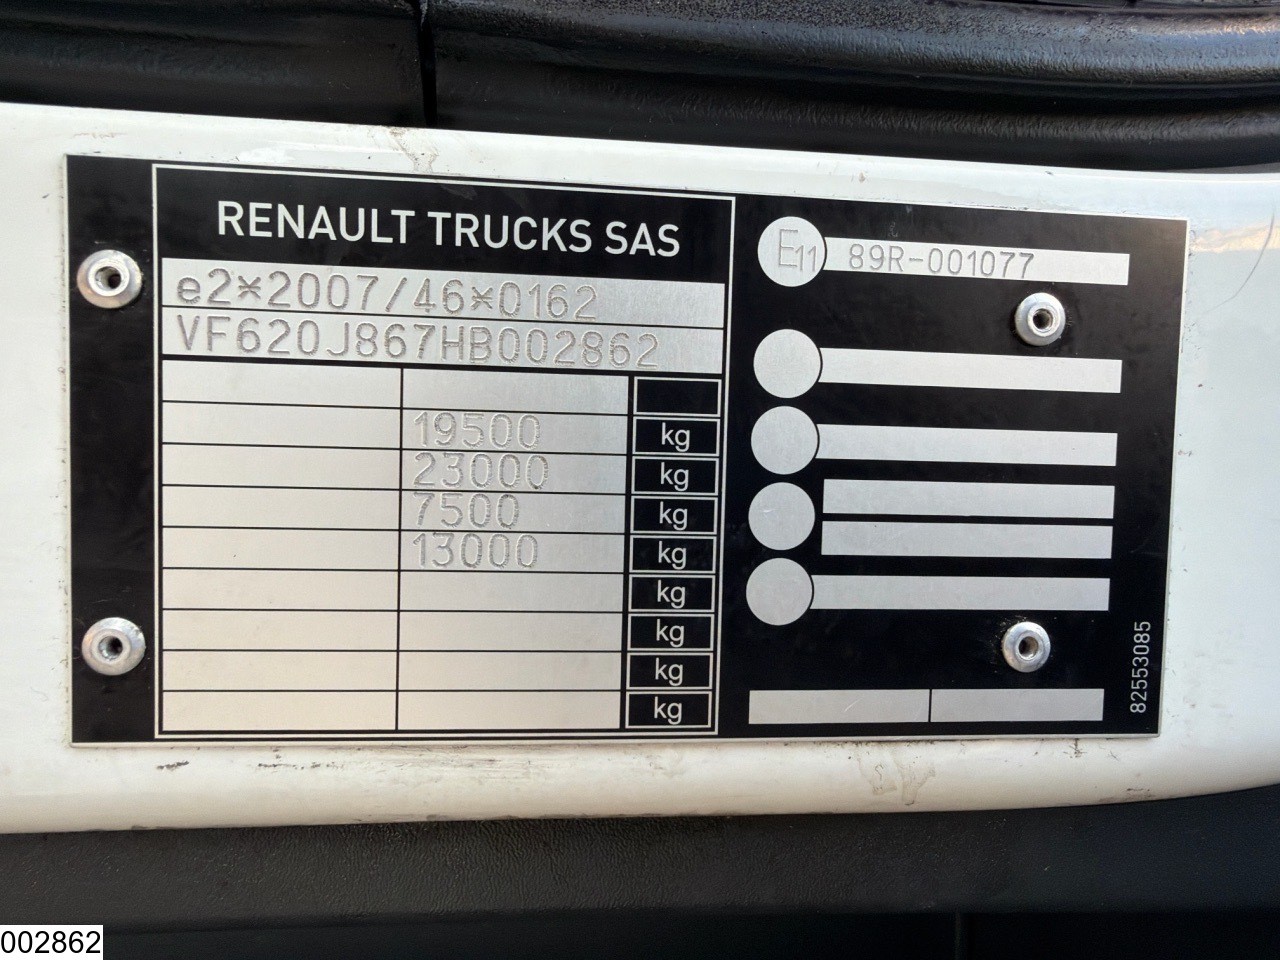 RENAULT TRUCKS SAS
e2*2007/46*0162
VF620J867HB002862
19500 kg
23000 kg
7500 kg
13000 kg
kg
kg
kg
kg
E11 89R-001077
82553085
002862